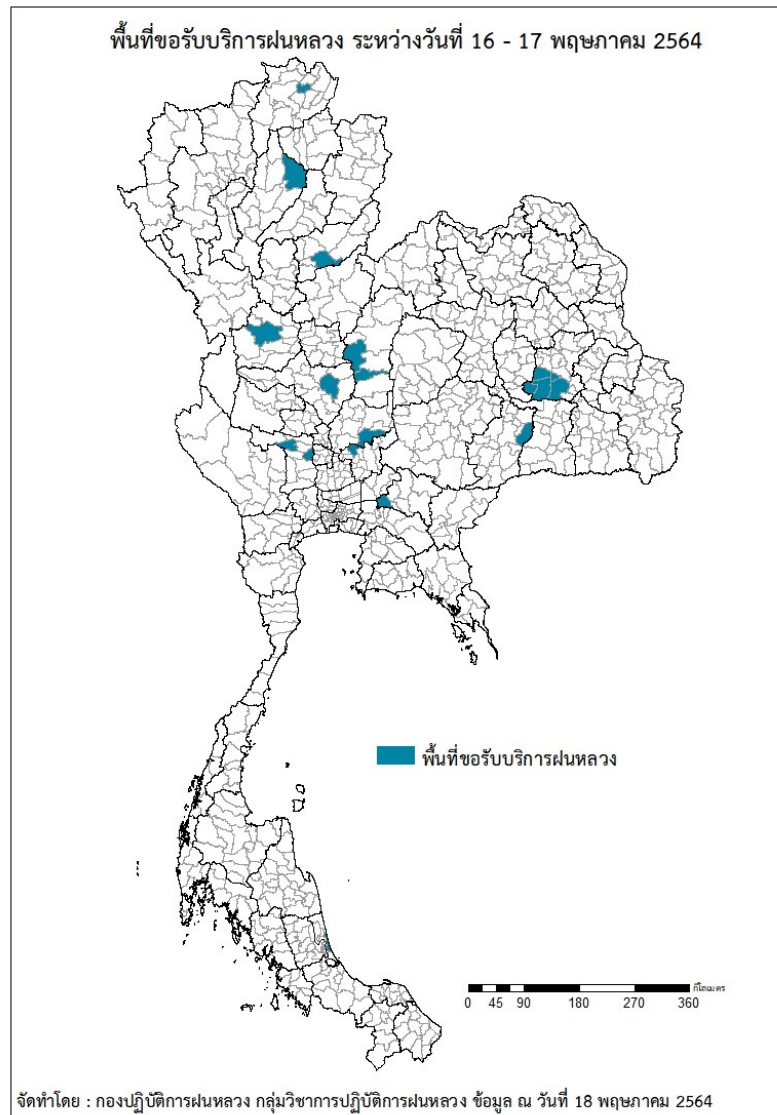 พื้นที่ขอรับบริการฝนหลวง ระหว่างวันที่ 16 - 17 พฤษภาคม 2564
พื้นที่ขอรับบริการฝนหลวง
กิโลเมตร
0 45 90 180 270 360
จัดทำโดย : กองปฏิบัติการฝนหลวง กลุ่มวิชาการปฏิบัติการฝนหลวง ข้อมูล ณ วันที่ 18 พฤษภาคม 2564